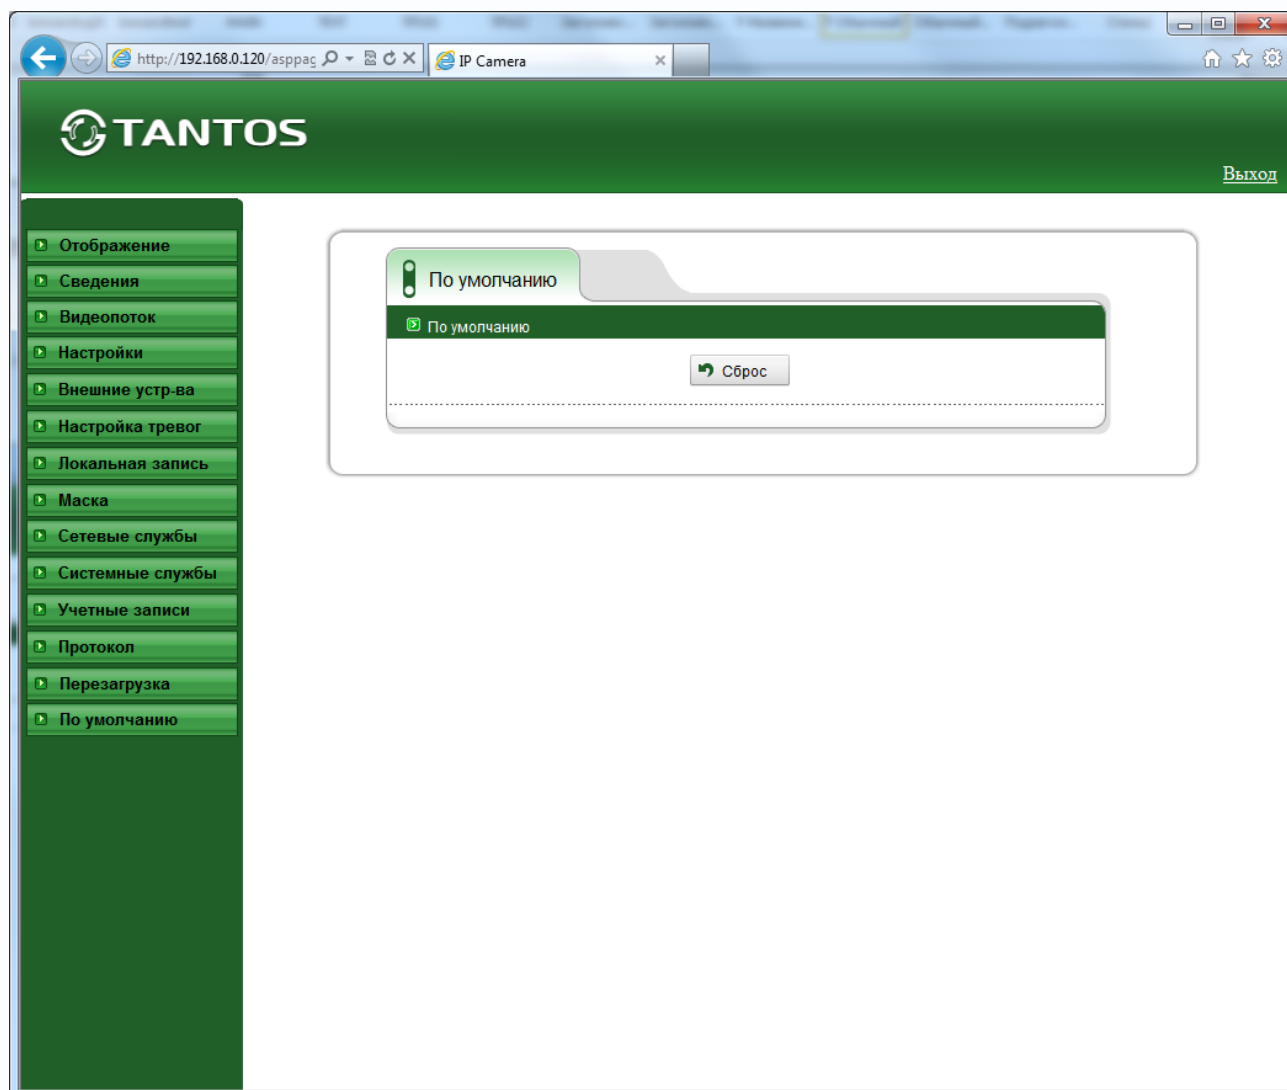 http://192.168.0.120/asppag
IP Camera
TANTOS
Выход
Отображение
Сведения
Видеопоток
Настройки
Внешние устр-ва
Настройка тревог
Локальная запись
Маска
Сетевые службы
Системные службы
Учетные записи
Протокол
Перезагрузка
По умолчанию
По умолчанию
По умолчанию
Сброс